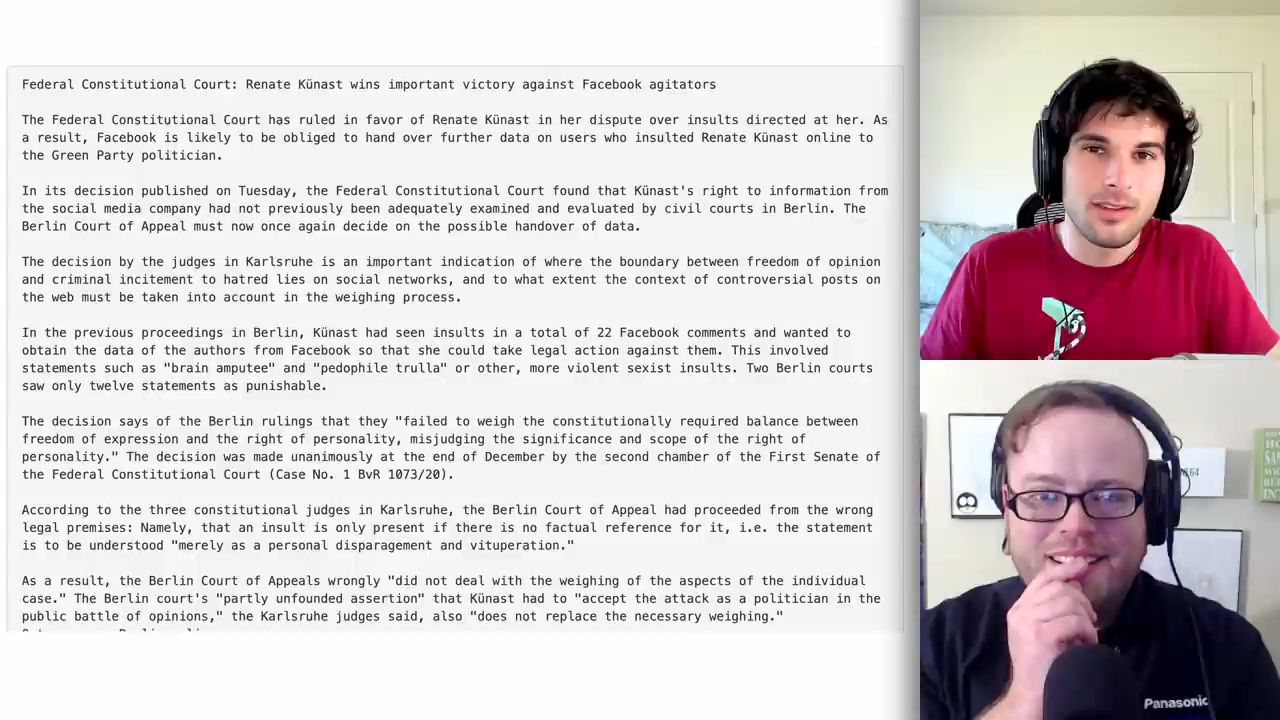 Federal Constitutional Court: Renate Künast wins important victory against Facebook agitators
The Federal Constitutional Court has ruled in favor of Renate Künast in her dispute over insults directed at her. As
a result, Facebook is likely to be obliged to hand over further data on users who insulted Renate Künast online to
the Green Party politician.
In its decision published on Tuesday, the Federal Constitutional Court found that Künast's right to information from
the social media company had not previously been adequately examined and evaluated by civil courts in Berlin. The
Berlin Court of Appeal must now once again decide on the possible handover of data.
The decision by the judges in Karlsruhe is an important indication of where the boundary between freedom of opinion
and criminal incitement to hatred lies on social networks, and to what extent the context of controversial posts on
the web must be taken into account in the weighing process.
In the previous proceedings in Berlin, Künast had seen insults in a total of 22 Facebook comments and wanted to
obtain the data of the authors from Facebook so that she could take legal action against them. This involved
statements such as "brain amputee" and "pedophile trulla" or other, more violent sexist insults. Two Berlin courts
saw only twelve statements as punishable.
The decision says of the Berlin rulings that they "failed to weigh the constitutionally required balance between
freedom of expression and the right of personality, misjudging the significance and scope of the right of
personality." The decision was made unanimously at the end of December by the second chamber of the First Senate of
the Federal Constitutional Court (Case No. 1 BvR 1073/20).
According to the three constitutional judges in Karlsruhe, the Berlin Court of Appeal had proceeded from the wrong
legal premises: Namely, that an insult is only present if there is no factual reference for it, i.e. the statement
is to be understood "merely as a personal disparagement and vituperation."
As a result, the Berlin Court of Appeals wrongly "did not deal with the weighing of the aspects of the individual
case." The Berlin court's "partly unfounded assertion" that Künast had to "accept the attack as a politician in the
public battle of opinions," the Karlsruhe judges said, also "does not replace the necessary weighing."
Panasonic